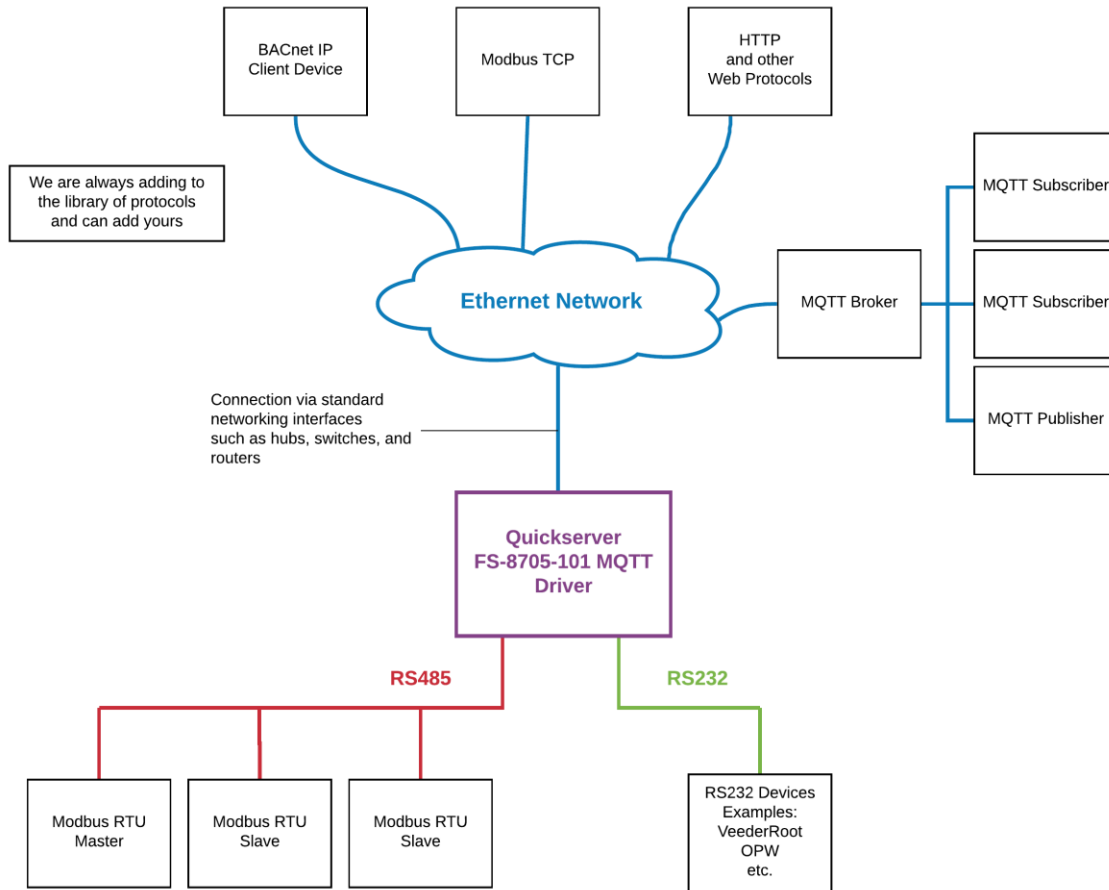 BACnet IP
Client Device
Modbus TCP
HTTP
and other
Web Protocols
We are always adding to
the library of protocols
and can add yours
MQTT Subscriber
Ethernet Network
MQTT Broker
MQTT Subscriber
Connection via standard
networking interfaces
such as hubs, switches, and
routers
MQTT Publisher
Quickserver
FS-8705-101 MQTT
Driver
RS485
RS232
Modbus RTU
Master
Modbus RTU
Slave
Modbus RTU
Slave
RS232 Devices
Examples:
VeederRoot
OPW
etc.